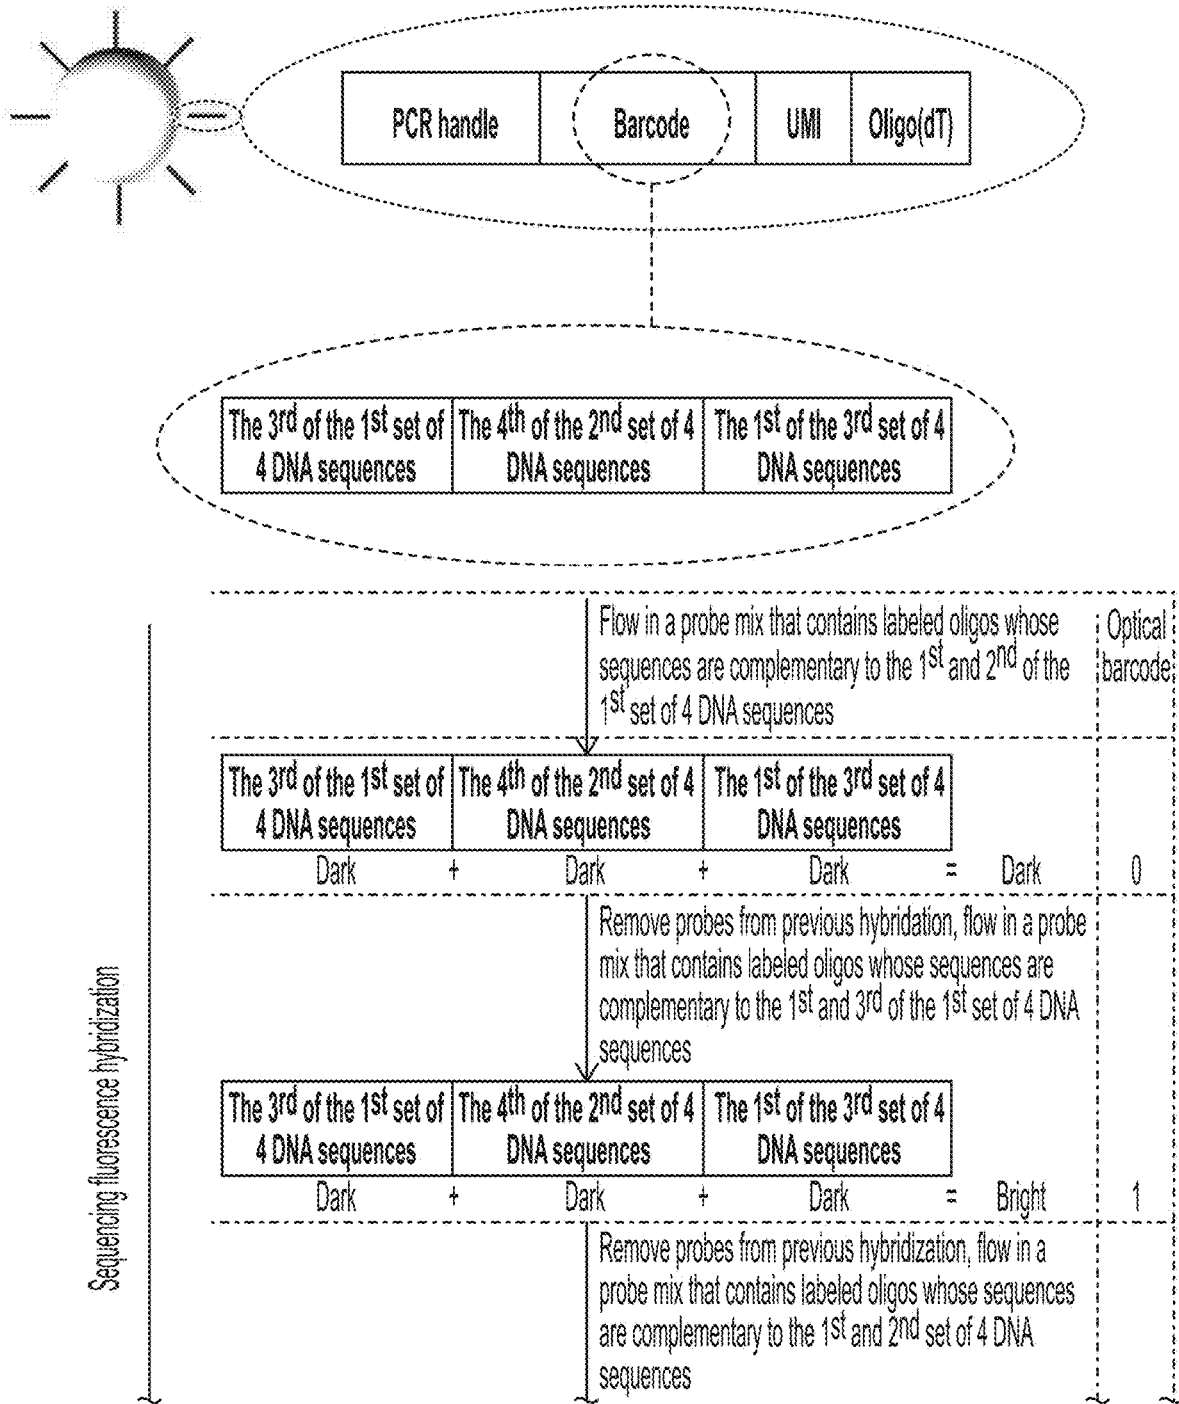 PCR handle
Barcode
UMI
Oligo(dT)
The 3rd of the 1st set of
4 DNA sequences
The 4th of the 2nd set of 4
DNA sequences
The 1st of the 3rd set of 4
DNA sequences
Flow in a probe mix that contains labeled oligos whose
sequences are complementary to the 1st and 2nd of the
1st set of 4 DNA sequences
Optical
barcode
The 3rd of the 1st set of
4 DNA sequences
The 4th of the 2nd set of 4
DNA sequences
The 1st of the 3rd set of 4
DNA sequences
Dark + Dark + Dark = Dark 0
Remove probes from previous hybridation, flow in a probe
mix that contains labeled oligos whose sequences are
complementary to the 1st and 3rd of the 1st set of 4 DNA
sequences
The 3rd of the 1st set of
4 DNA sequences
The 4th of the 2nd set of 4
DNA sequences
The 1st of the 3rd set of 4
DNA sequences
Dark + Dark + Dark = Bright 1
Remove probes from previous hybridization, flow in a
probe mix that contains labeled oligos whose sequences
are complementary to the 1st and 2nd set of 4 DNA
sequences
Sequencing fluorescence hybridization